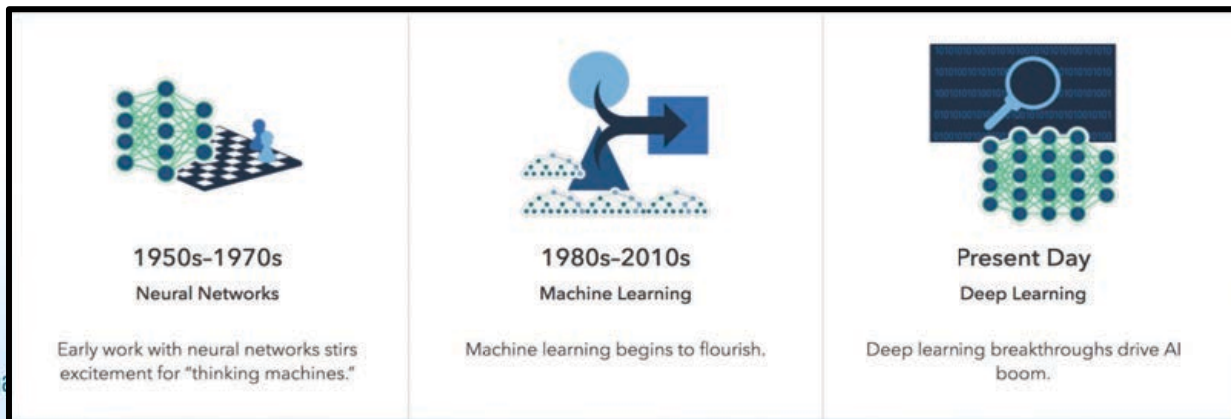 1950s–1970s
Neural Networks
Early work with neural networks stirs
excitement for “thinking machines.”
1980s–2010s
Machine Learning
Machine learning begins to flourish.
Present Day
Deep Learning
Deep learning breakthroughs drive AI
boom.